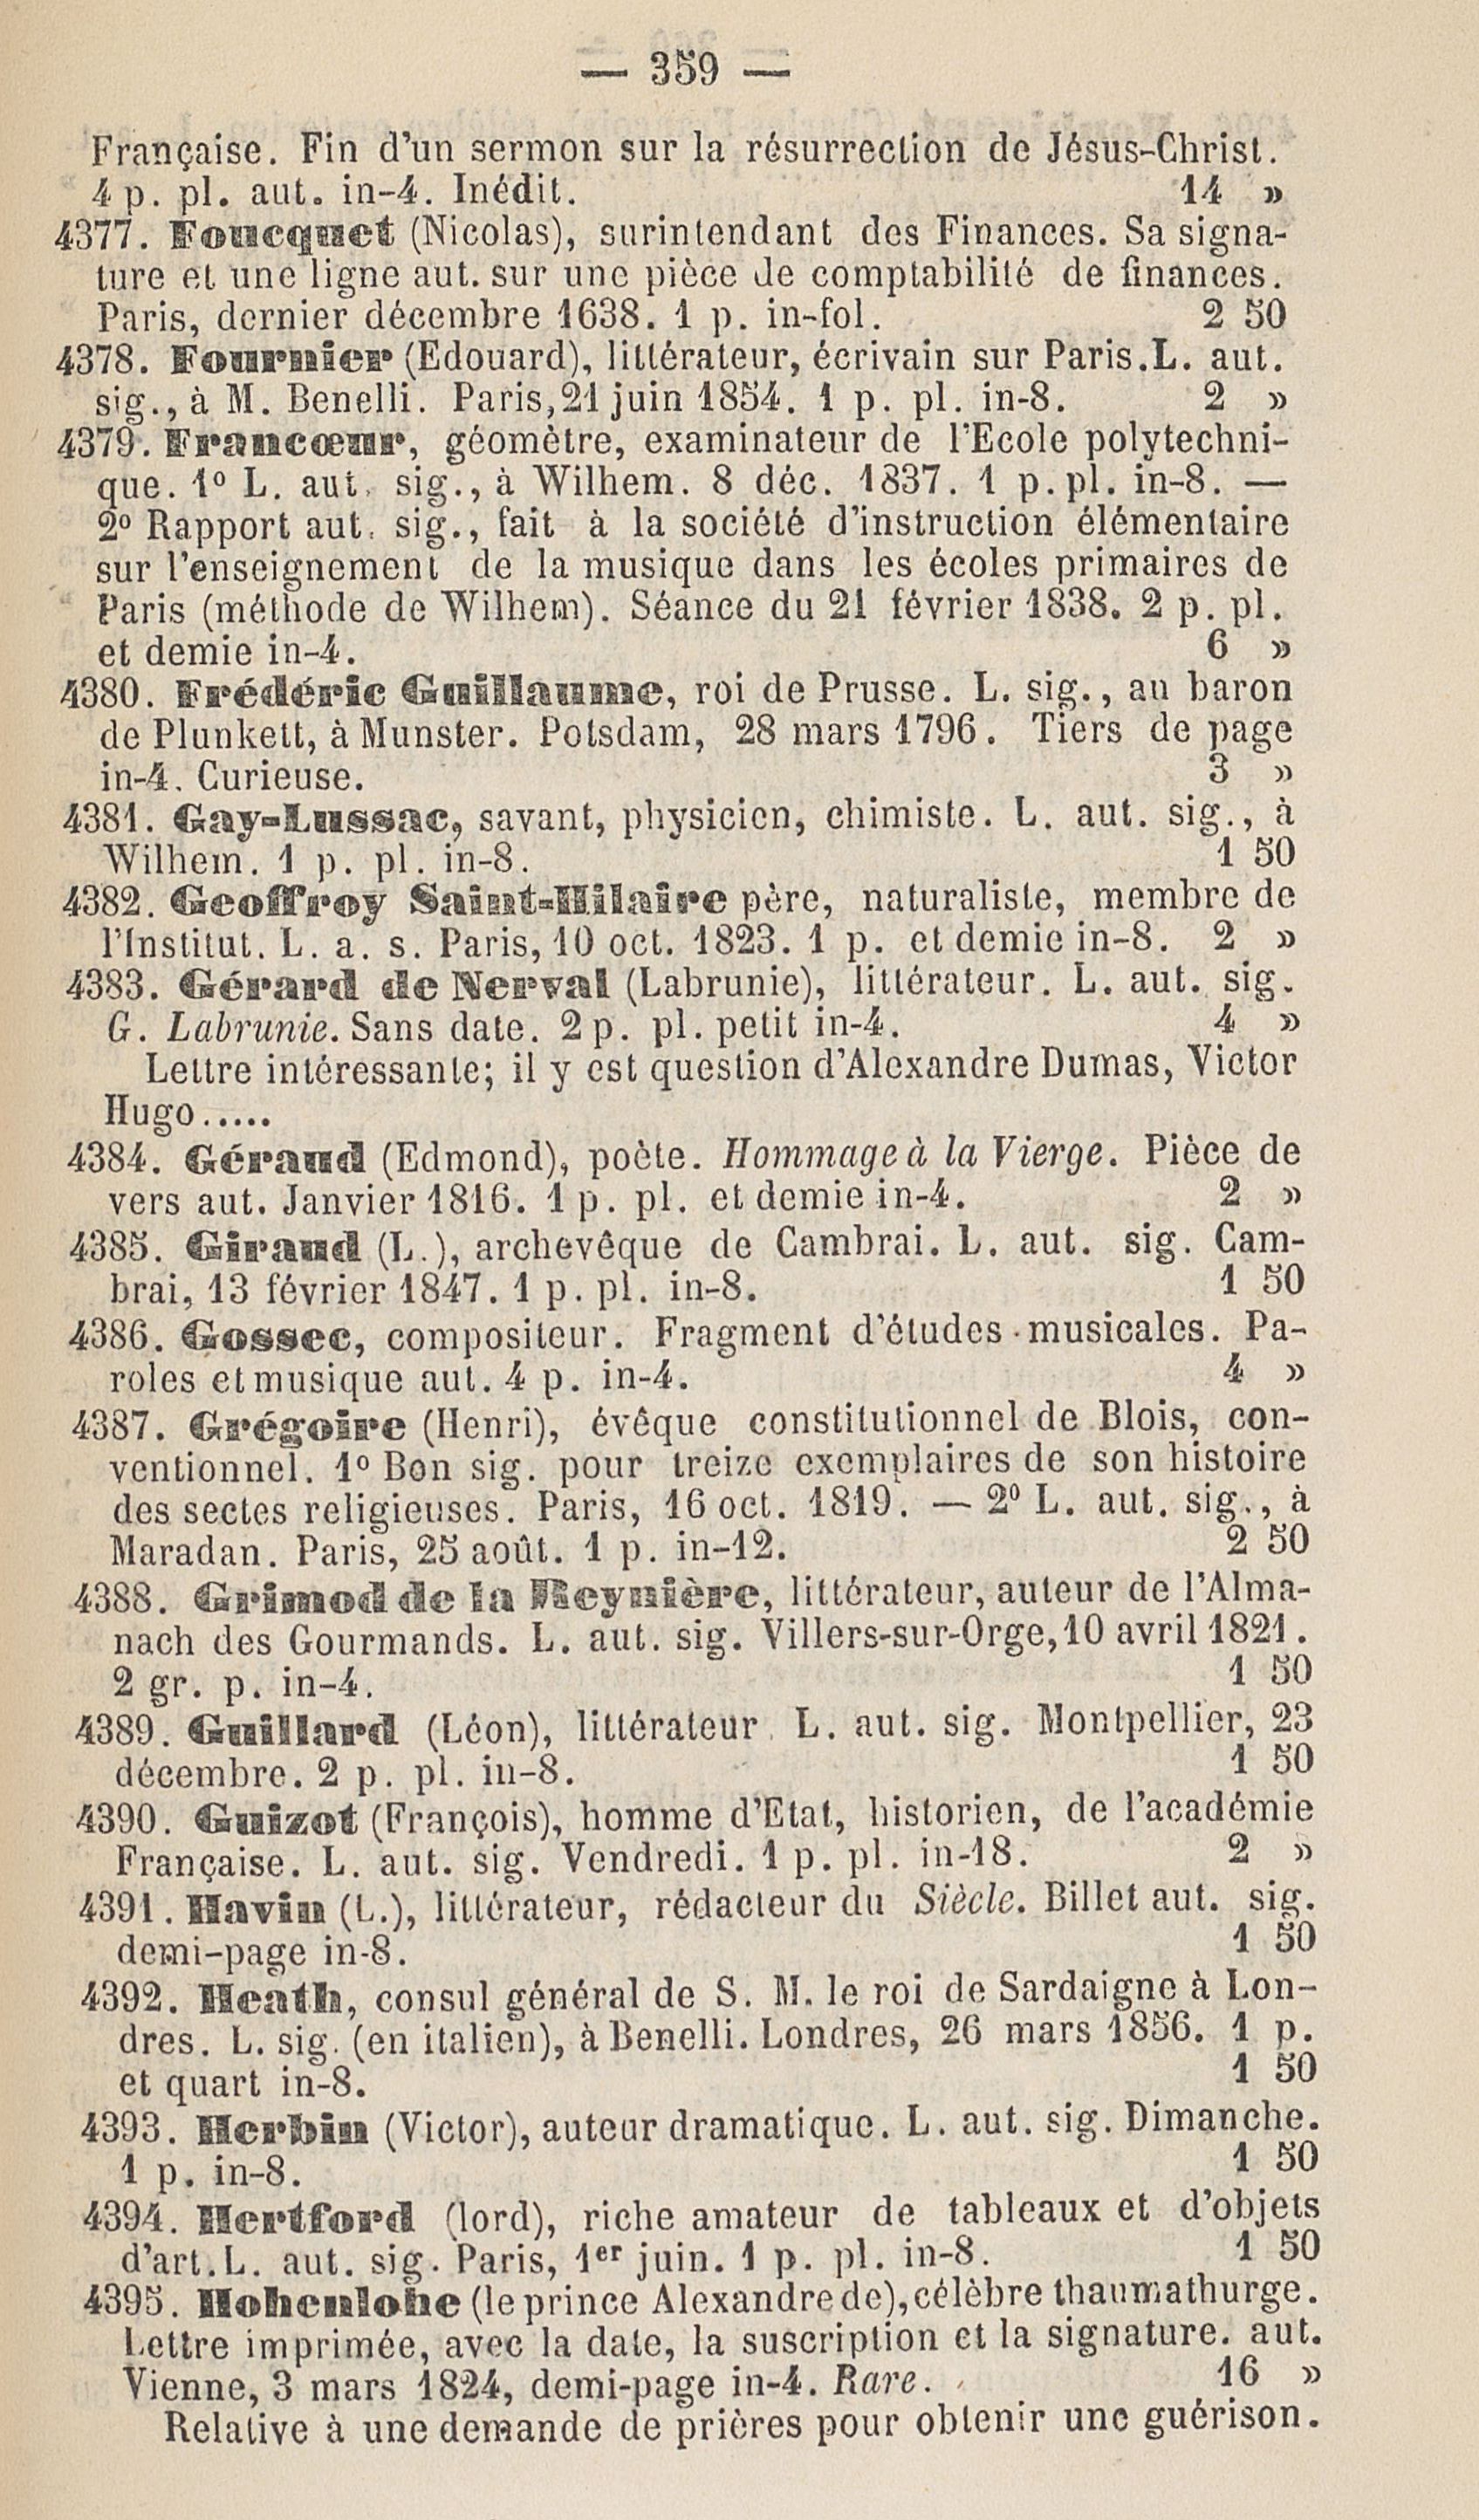 — 359 —
Française. Fin d'un sermon sur la résurrection de Jésus-Christ.
4 p. pl. aut. in-4. Inédit. 14 »
4377. Foucquet (Nicolas), surintendant des Finances. Sa signa-
ture et une ligne aut. sur une pièce de comptabilité de finances.
Paris, dernier décembre 1638. 1 p. in-fol. 2 50
4378. Fournier (Edouard), littérateur, écrivain sur Paris. L. aut.
sig., à M. Benelli. Paris, 21 juin 1854. 1 p. pl. in-8. 2 »
4379. Francœur, géomètre, examinateur de l'Ecole polytechni-
que. 1º L. aut. sig., à Wilhem. 8 déc. 1837. 1 p. pl. in-8. —
2º Rapport aut. sig., fait à la société d'instruction élémentaire
sur l'enseignement de la musique dans les écoles primaires de
Paris (méthode de Wilhem). Séance du 21 février 1838. 2 p. pl.
et demie in-4. 6 »
4380. Frédéric Guillaume, roi de Prusse. L. sig., au baron
de Plunkett, à Munster. Potsdam, 28 mars 1796. Tiers de page
in-4. Curieuse. 3 »
4381. Gay-Lussac, savant, physicien, chimiste. L. aut. sig., à
Wilhem. 1 p. pl. in-8. 1 50
4382. Geoffroy Saint-Hilaire père, naturaliste, membre de
l'Institut. L. a. s. Paris, 10 oct. 1823. 1 p. et demie in-8. 2 »
4383. Gérard de Nerval (Labrunie), littérateur. L. aut. sig.
G. Labrunie. Sans date. 2 p. pl. petit in-4. 4 »
Lettre intéressante; il y est question d'Alexandre Dumas, Victor
Hugo.....
4384. Géraud (Edmond), poète. Hommage à la Vierge. Pièce de
vers aut. Janvier 1816. 1 p. pl. et demie in-4. 2 »
4385. Giraud (L.), archevêque de Cambrai. L. aut. sig. Cam-
brai, 13 février 1847. 1 p. pl. in-8. 1 50
4386. Gossec, compositeur. Fragment d'études musicales. Pa-
roles et musique aut. 4 p. in-4. 4 »
4387. Grégoire (Henri), évêque constitutionnel de Blois, con-
ventionnel. 1º Bon sig. pour treize exemplaires de son histoire
des sectes religieuses. Paris, 16 oct. 1819. — 2º L. aut. sig., à
Maradan. Paris, 25 août. 1 p. in-12. 2 50
4388. Grimod de la Reynière, littérateur, auteur de l'Alma-
nach des Gourmands. L. aut. sig. Villers-sur-Orge, 10 avril 1821.
2 gr. p. in-4. 1 50
4389. Guillard (Léon), littérateur. L. aut. sig. Montpellier, 23
décembre. 2 p. pl. in-8. 1 50
4390. Guizot (François), homme d'Etat, historien, de l'académie
Française. L. aut. sig. Vendredi. 1 p. pl. in-18. 2 »
4391. Havin (L.), littérateur, rédacteur du Siècle. Billet aut. sig.
demi-page in-8. 1 50
4392. Heath, consul général de S. M. le roi de Sardaigne à Lon-
dres. L. sig. (en italien), à Benelli. Londres, 26 mars 1856. 1 p.
et quart in-8. 1 50
4393. Herbin (Victor), auteur dramatique. L. aut. sig. Dimanche.
1 p. in-8. 1 50
4394. Hertford (lord), riche amateur de tableaux et d'objets
d'art. L. aut. sig. Paris, 1er juin. 1 p. pl. in-8. 1 50
4395. Hohenlohe (le prince Alexandre de), célèbre thaumathurge.
Lettre imprimée, avec la date, la suscription et la signature. aut.
Vienne, 3 mars 1824, demi-page in-4. Rare. 16 »
Relative à une demande de prières pour obtenir une guérison.